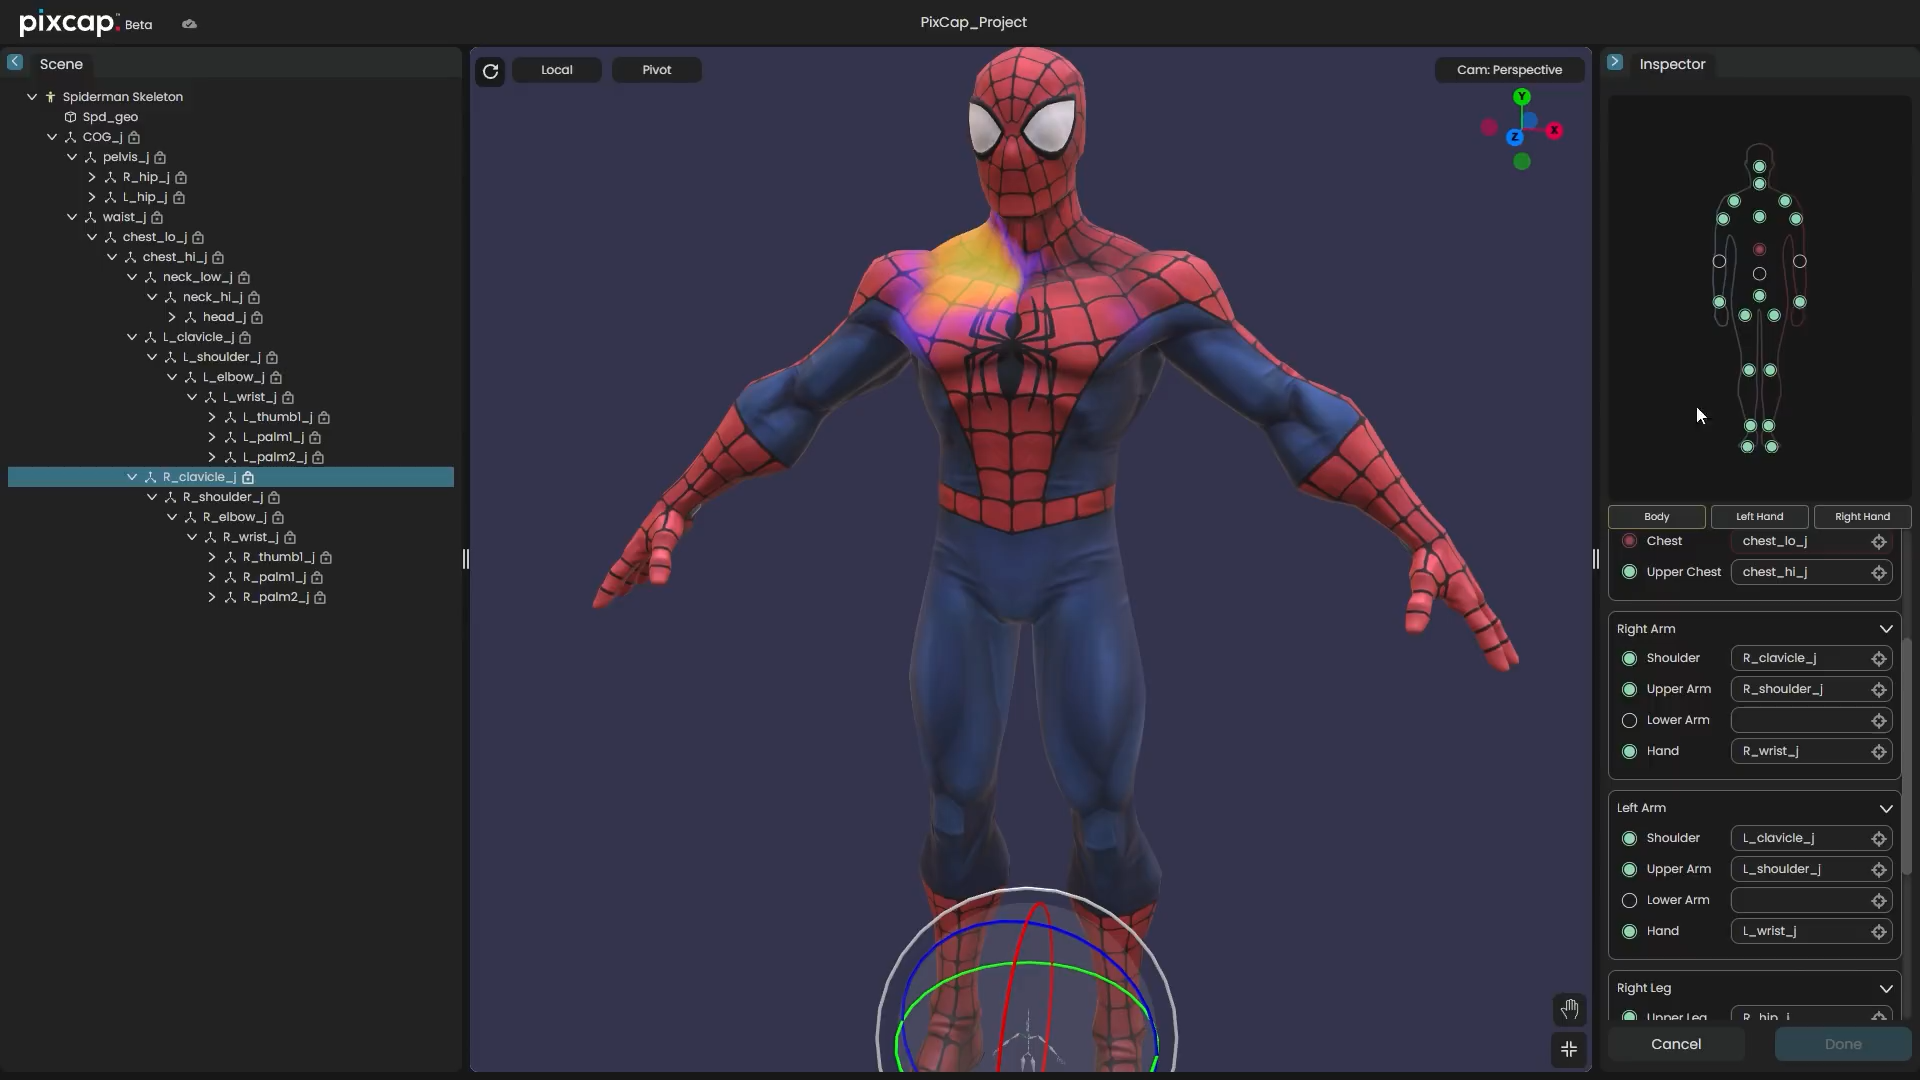 pixcap. Beta
PixCap_Project
Scene
Spiderman Skeleton
Spd_geo
COG_j
pelvis_j
R_hip_j
L_hip_j
waist_j
chest_lo_j
chest_hi_j
neck_low_j
neck_hi_j
head_j
L_clavicle_j
L_shoulder_j
L_elbow_j
L_wrist_j
L_thumb1_j
L_palm1_j
L_palm2_j
R_clavicle_j
R_shoulder_j
R_elbow_j
R_wrist_j
R_thumb1_j
R_palm1_j
R_palm2_j
Local
Pivot
Cam: Perspective
Y
X
Z
Inspector
Body
Left Hand
Right Hand
Chest chest_lo_j
Upper Chest chest_hi_j
Right Arm
Shoulder R_clavicle_j
Upper Arm R_shoulder_j
Lower Arm
Hand R_wrist_j
Left Arm
Shoulder L_clavicle_j
Upper Arm L_shoulder_j
Lower Arm
Hand L_wrist_j
Right Leg
Upper Leg R_hip_j
Cancel
Done